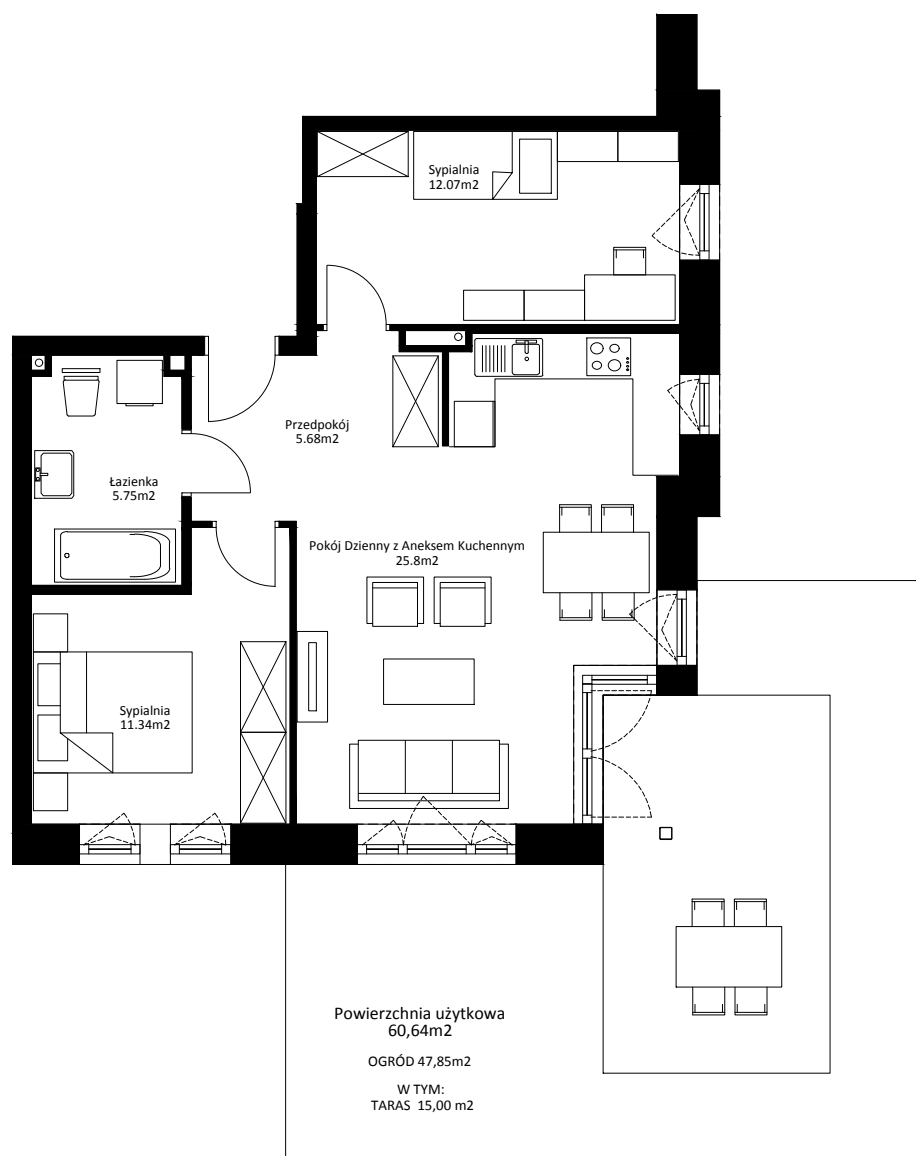 Sypialnia
12.07m2
Przedpokój
5.68m2
Łazienka
5.75m2
Pokój Dzienny z Aneksem Kuchennym
25.8m2
Sypialnia
11.34m2
Powierzchnia użytkowa
60,64m2
OGRÓD 47,85m2
W TYM:
TARAS 15,00 m2